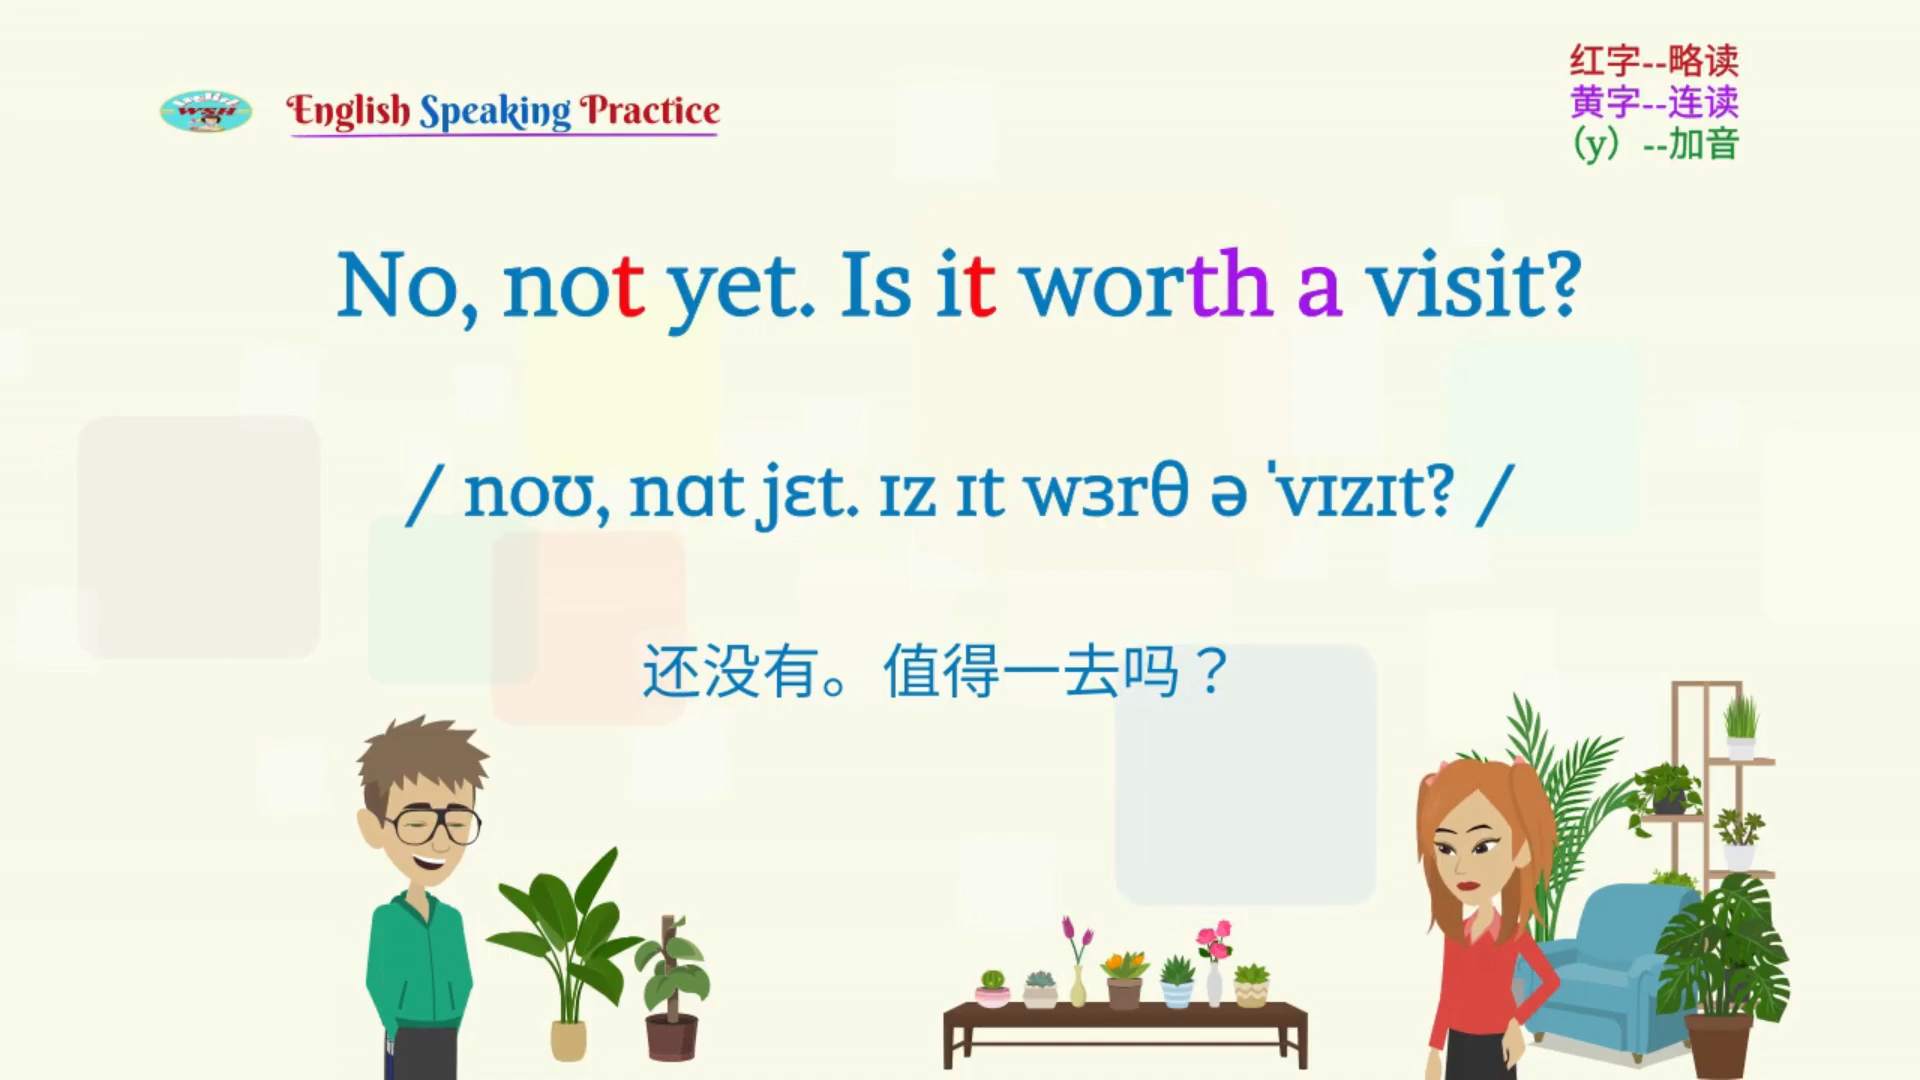 红字--略读
黄字--连读
（y）--加音
WSH
English Speaking Practice
No, not yet. Is it worth a visit?
/ noʊ, nɑt jɛt. ɪz ɪt wɜrθ ə ˈvɪzɪt? /
还没有。值得一去吗？